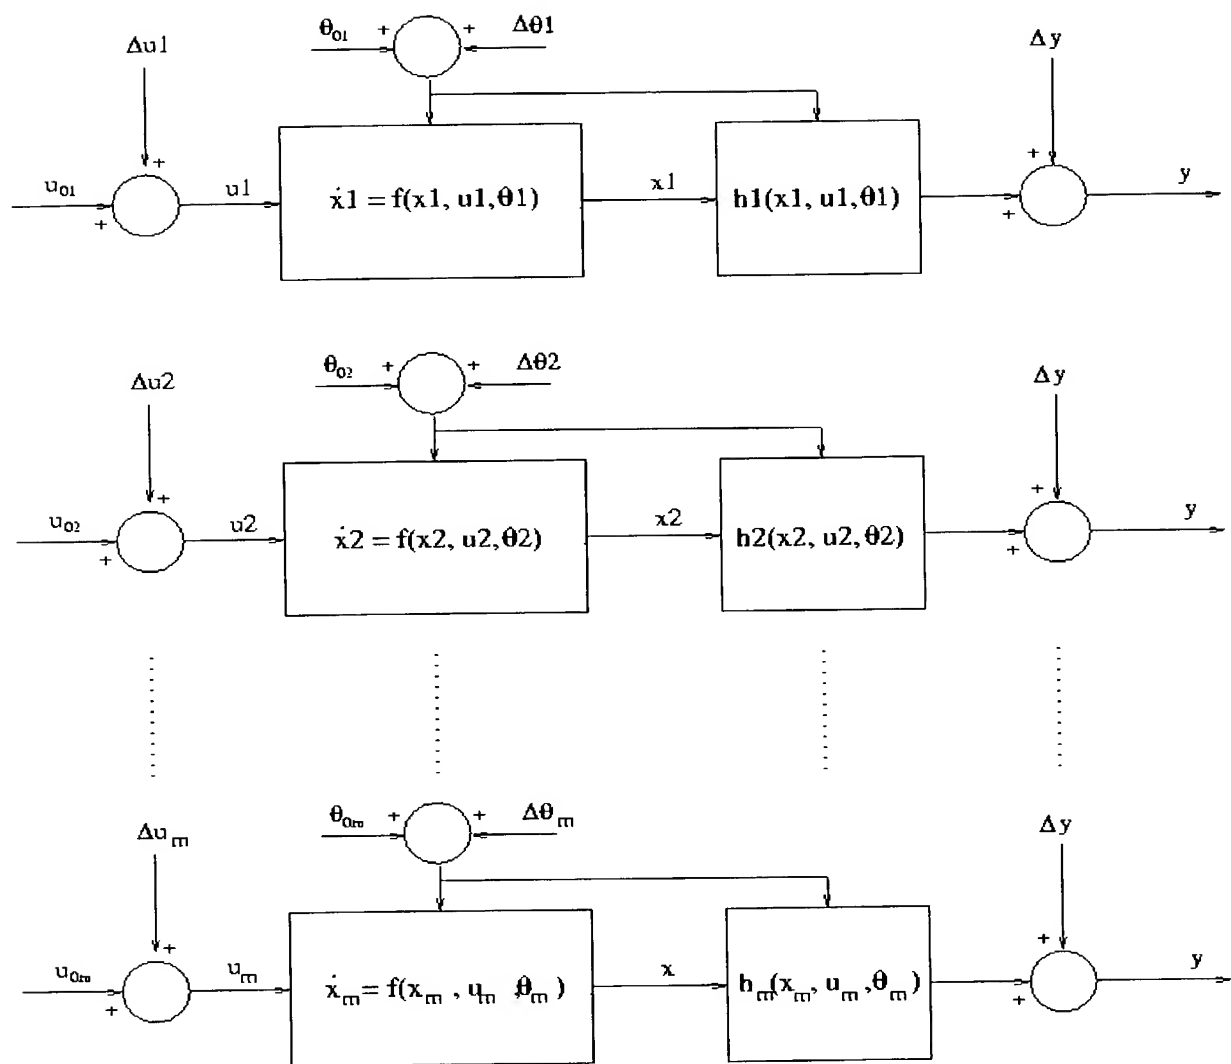 θ₀₁ + + Δθ1
Δu1
Δy
+ +
u₀₁ u1 ẋ1 = f(x1, u1,θ1) x1 h1(x1, u1,θ1) y
+ +
θ₀₂ + + Δθ2
Δu2
Δy
+ +
u₀₂ u2 ẋ2 = f(x2, u2,θ2) x2 h2(x2, u2,θ2) y
+ +
θ₀ₘ + + Δθₘ
Δuₘ
Δy
+ +
u₀ₘ uₘ ẋₘ= f(xₘ , uₘ ,θₘ) x hₘ(xₘ, uₘ,θₘ) y
+ +